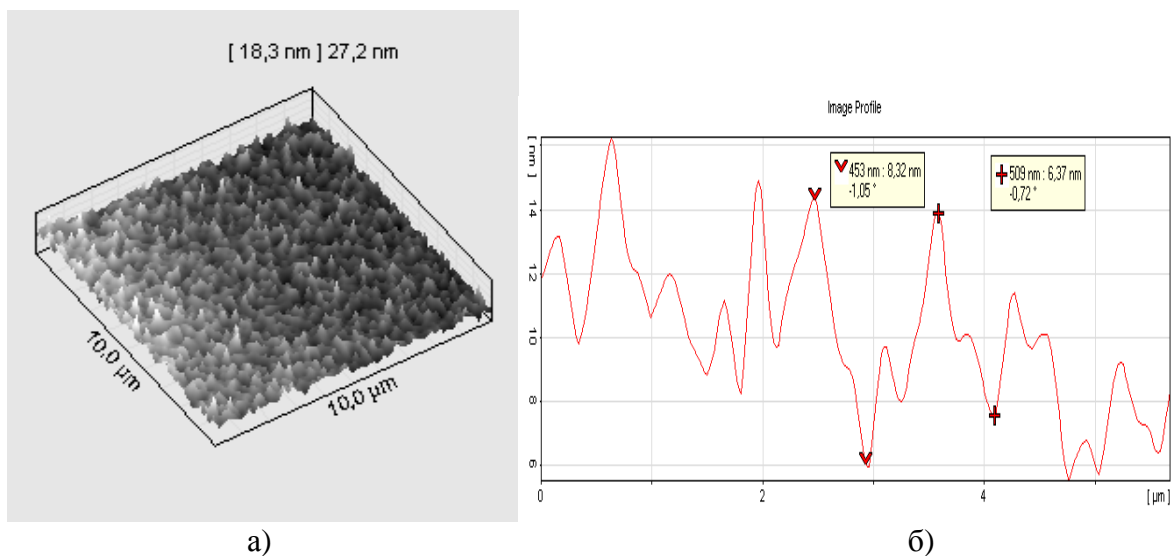 [ 18,3 nm ] 27,2 nm
10,0 µm
10,0 µm
а)
Image Profile
[ nm ]
14
12
10
8
6
453 nm : 8,32 nm
-1,05 °
509 nm : 6,37 nm
-0,72 °
0
2
4
[ µm]
б)